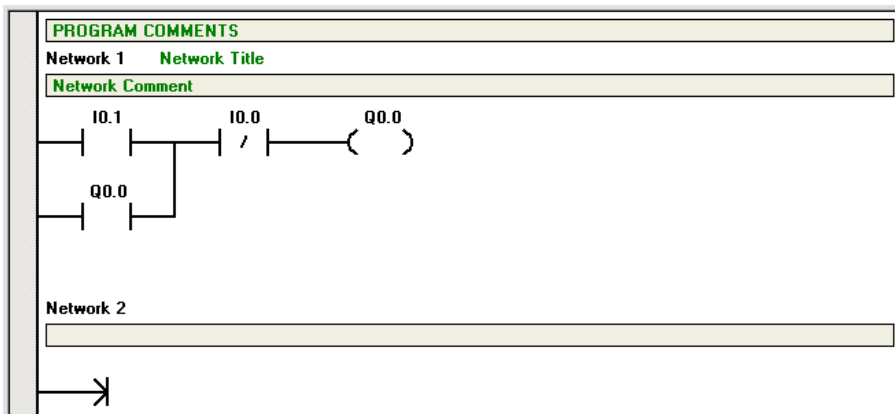 PROGRAM COMMENTS
Network 1 Network Title
Network Comment
I0.1 I0.0 Q0.0
Q0.0
Network 2